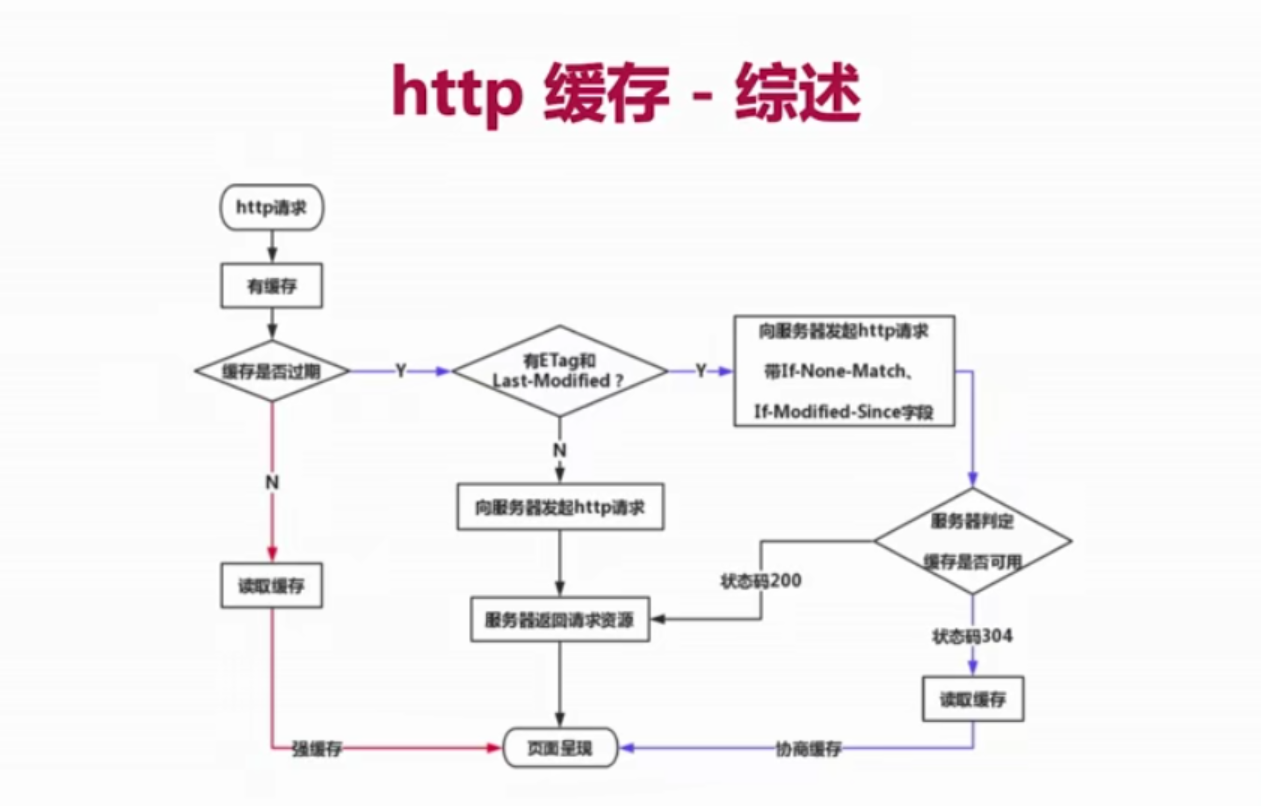 http 缓存 - 综述
http请求
有缓存
缓存是否过期
Y
有ETag和
Last-Modified？
Y
向服务器发起http请求
带If-None-Match、
If-Modified-Since字段
N
N
向服务器发起http请求
服务器判定
缓存是否可用
状态码200
读取缓存
服务器返回请求资源
状态码304
读取缓存
强缓存
页面呈现
协商缓存